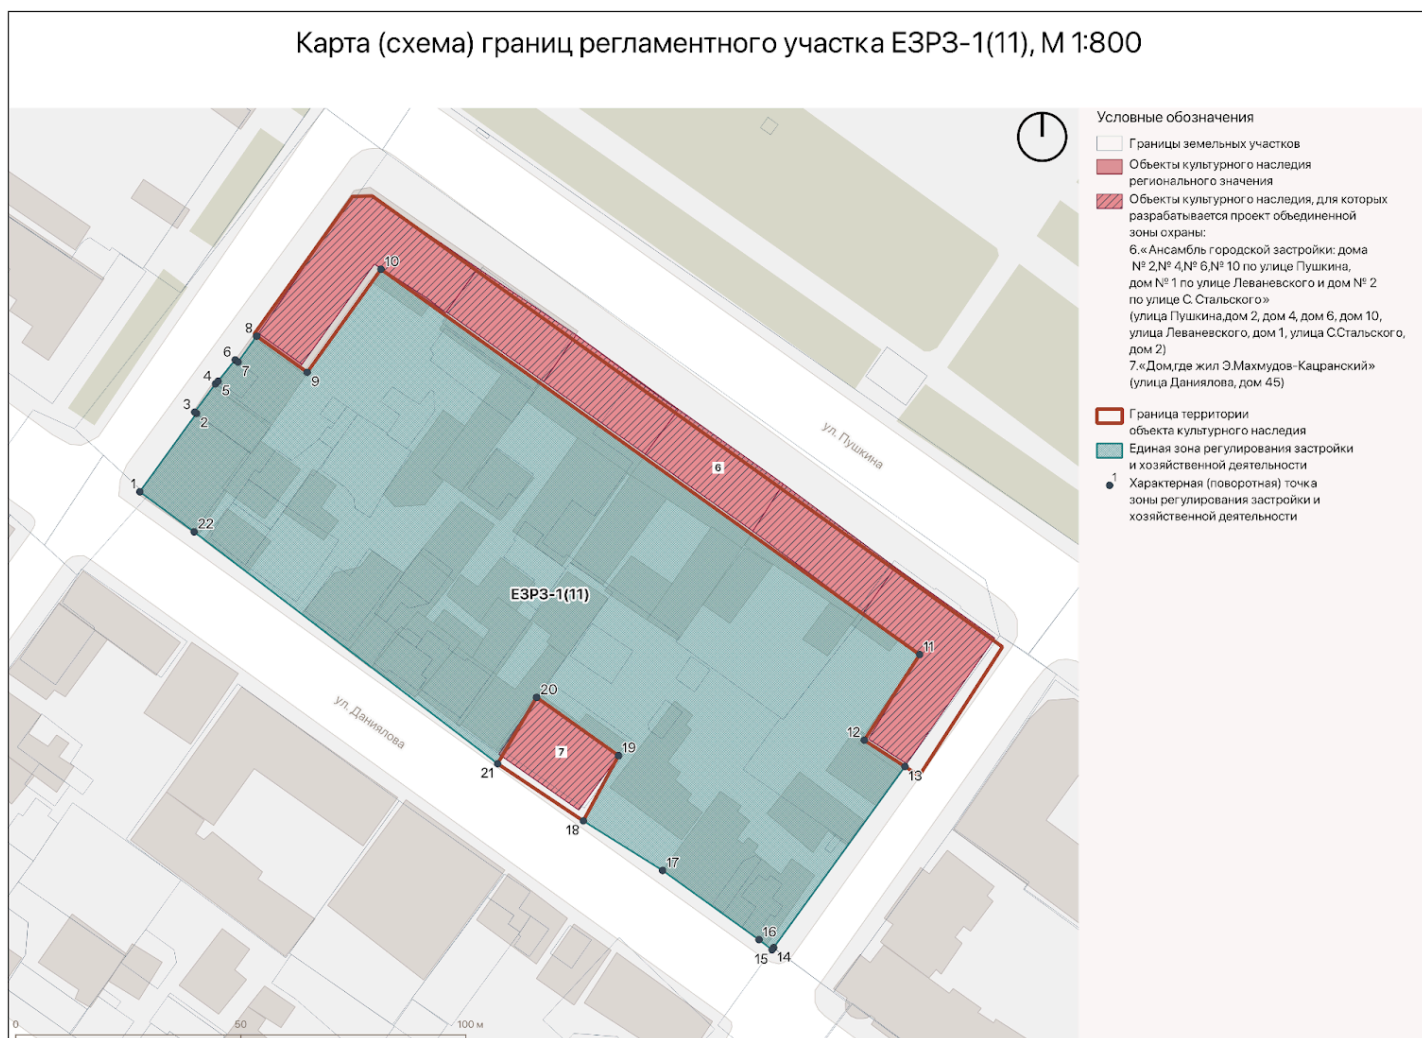 Карта (схема) границ регламентного участка ЕЗРЗ-1(11), М 1:800
Условные обозначения
Границы земельных участков
Объекты культурного наследия
регионального значения
Объекты культурного наследия, для которых
разрабатывается проект объединенной
зоны охраны:
6.«Ансамбль городской застройки: дома
№ 2,№ 4,№ 6,№ 10 по улице Пушкина,
дом № 1 по улице Леваневского и дом № 2
по улице С. Стальского»
(улица Пушкина,дом 2, дом 4, дом 6, дом 10,
улица Леваневского, дом 1, улица С.Стальского,
дом 2)
7.«Дом,где жил Э.Махмудов-Кацранский»
(улица Даниялова, дом 45)
Граница территории
объекта культурного наследия
Единая зона регулирования застройки
и хозяйственной деятельности
1
Характерная (поворотная) точка
зоны регулирования застройки и
хозяйственной деятельности
10
8
6
7
9
4
5
3
2
ул. Пушкина
6
1
22
ЕЗРЗ-1(11)
11
20
ул. Даниялова
12
19
7
21
13
18
17
16
15
14
0
50
100 м